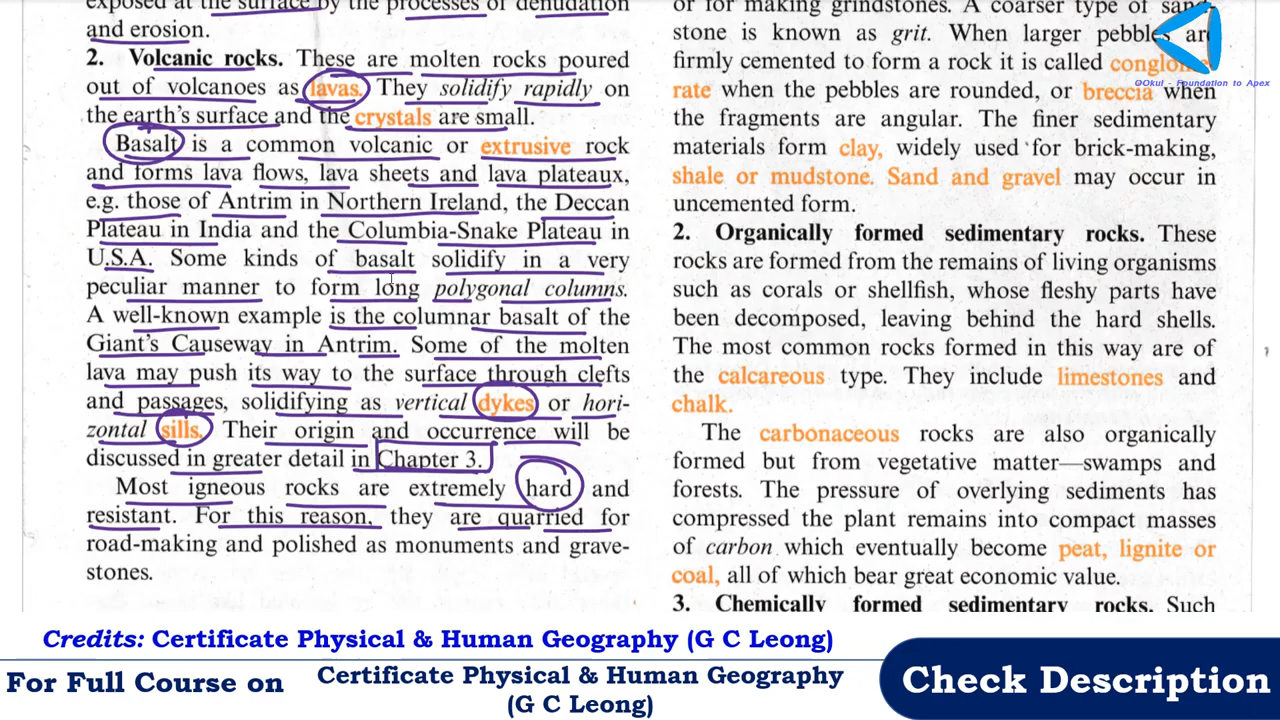 exposed at the surface by the processes of denudation
and erosion.
2. Volcanic rocks. These are molten rocks poured
out of volcanoes as lavas. They solidify rapidly on
the earth's surface and the crystals are small.
Basalt is a common volcanic or extrusive rock
and forms lava flows, lava sheets and lava plateaux,
e.g. those of Antrim in Northern Ireland, the Deccan
Plateau in India and the Columbia-Snake Plateau in
U.S.A. Some kinds of basalt solidify in a very
peculiar manner to form long polygonal columns.
A well-known example is the columnar basalt of the
Giant's Causeway in Antrim. Some of the molten
lava may push its way to the surface through clefts
and passages, solidifying as vertical dykes or hori-
zontal sills. Their origin and occurrence will be
discussed in greater detail in Chapter 3.
Most igneous rocks are extremely hard and
resistant. For this reason, they are quarried for
road-making and polished as monuments and grave-
stones.
or for making grindstones. A coarser type of sand-
stone is known as grit. When larger pebbles are
firmly cemented to form a rock it is called conglome-
rate when the pebbles are rounded, or breccia when
the fragments are angular. The finer sedimentary
materials form clay, widely used for brick-making,
shale or mudstone. Sand and gravel may occur in
uncemented form.
2. Organically formed sedimentary rocks. These
rocks are formed from the remains of living organisms
such as corals or shellfish, whose fleshy parts have
been decomposed, leaving behind the hard shells.
The most common rocks formed in this way are of
the calcareous type. They include limestones and
chalk.
The carbonaceous rocks are also organically
formed but from vegetative matter—swamps and
forests. The pressure of overlying sediments has
compressed the plant remains into compact masses
of carbon which eventually become peat, lignite or
coal, all of which bear great economic value.
3. Chemically formed sedimentary rocks. Such
@Okul - Foundation to Apex
Credits: Certificate Physical & Human Geography (G C Leong)
For Full Course on
Certificate Physical & Human Geography
(G C Leong)
Check Description